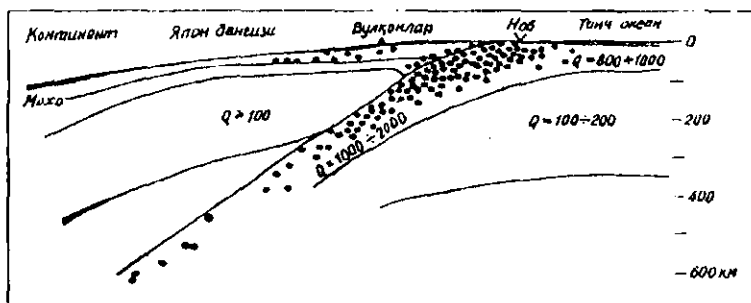 Континент Япон денгизи Вулқонлар Ноб Тинч океан
0
Q = 800 ÷ 1000
Мохо
Q > 100
Q = 1000 ÷ 2000
Q = 100 ÷ 200
200
400
600 км